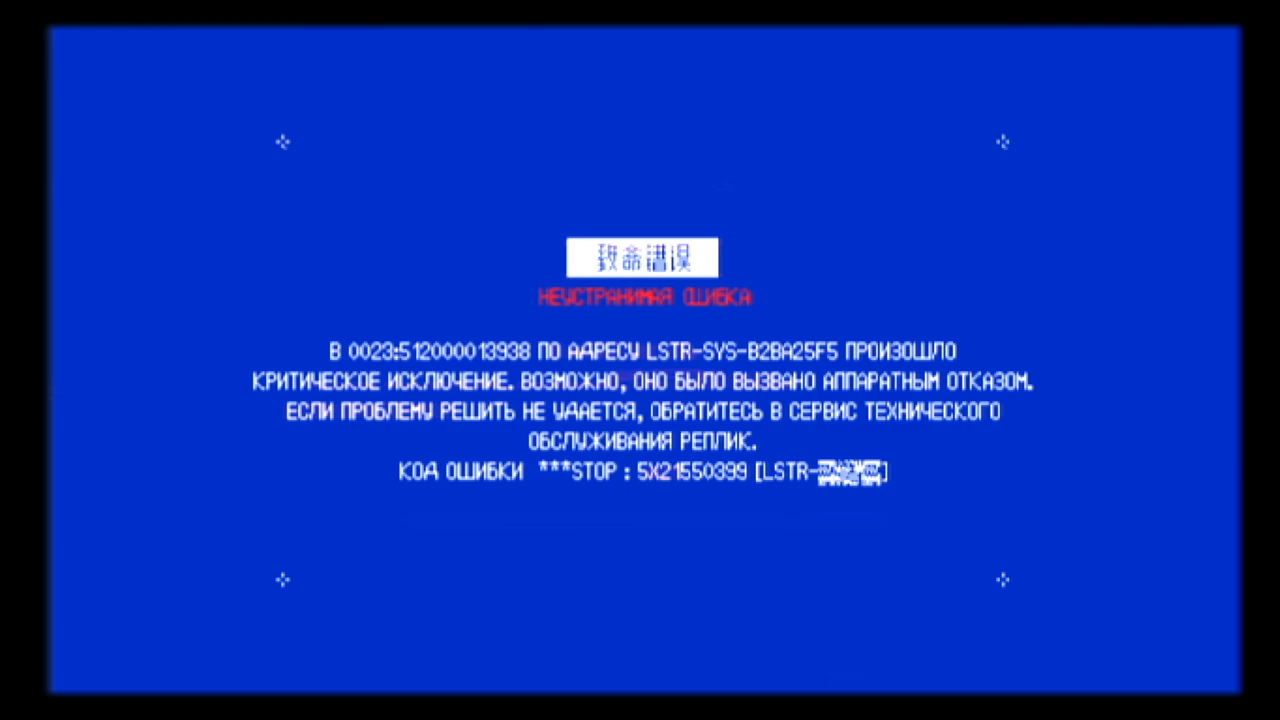 致命错误
НЕУСТРАНИМАЯ ОШИБКА
В 0023:512000013938 ПО АДРЕСУ LSTR-SYS-B2BA25F5 ПРОИЗОШЛО
КРИТИЧЕСКОЕ ИСКЛЮЧЕНИЕ. ВОЗМОЖНО, ОНО БЫЛО ВЫЗВАНО АППАРАТНЫМ ОТКАЗОМ.
ЕСЛИ ПРОБЛЕМУ РЕШИТЬ НЕ УДАЕТСЯ, ОБРАТИТЕСЬ В СЕРВИС ТЕХНИЧЕСКОГО
ОБСЛУЖИВАНИЯ РЕПЛИК.
КОД ОШИБКИ ***STOP : 5X21550399 [LSTR-]